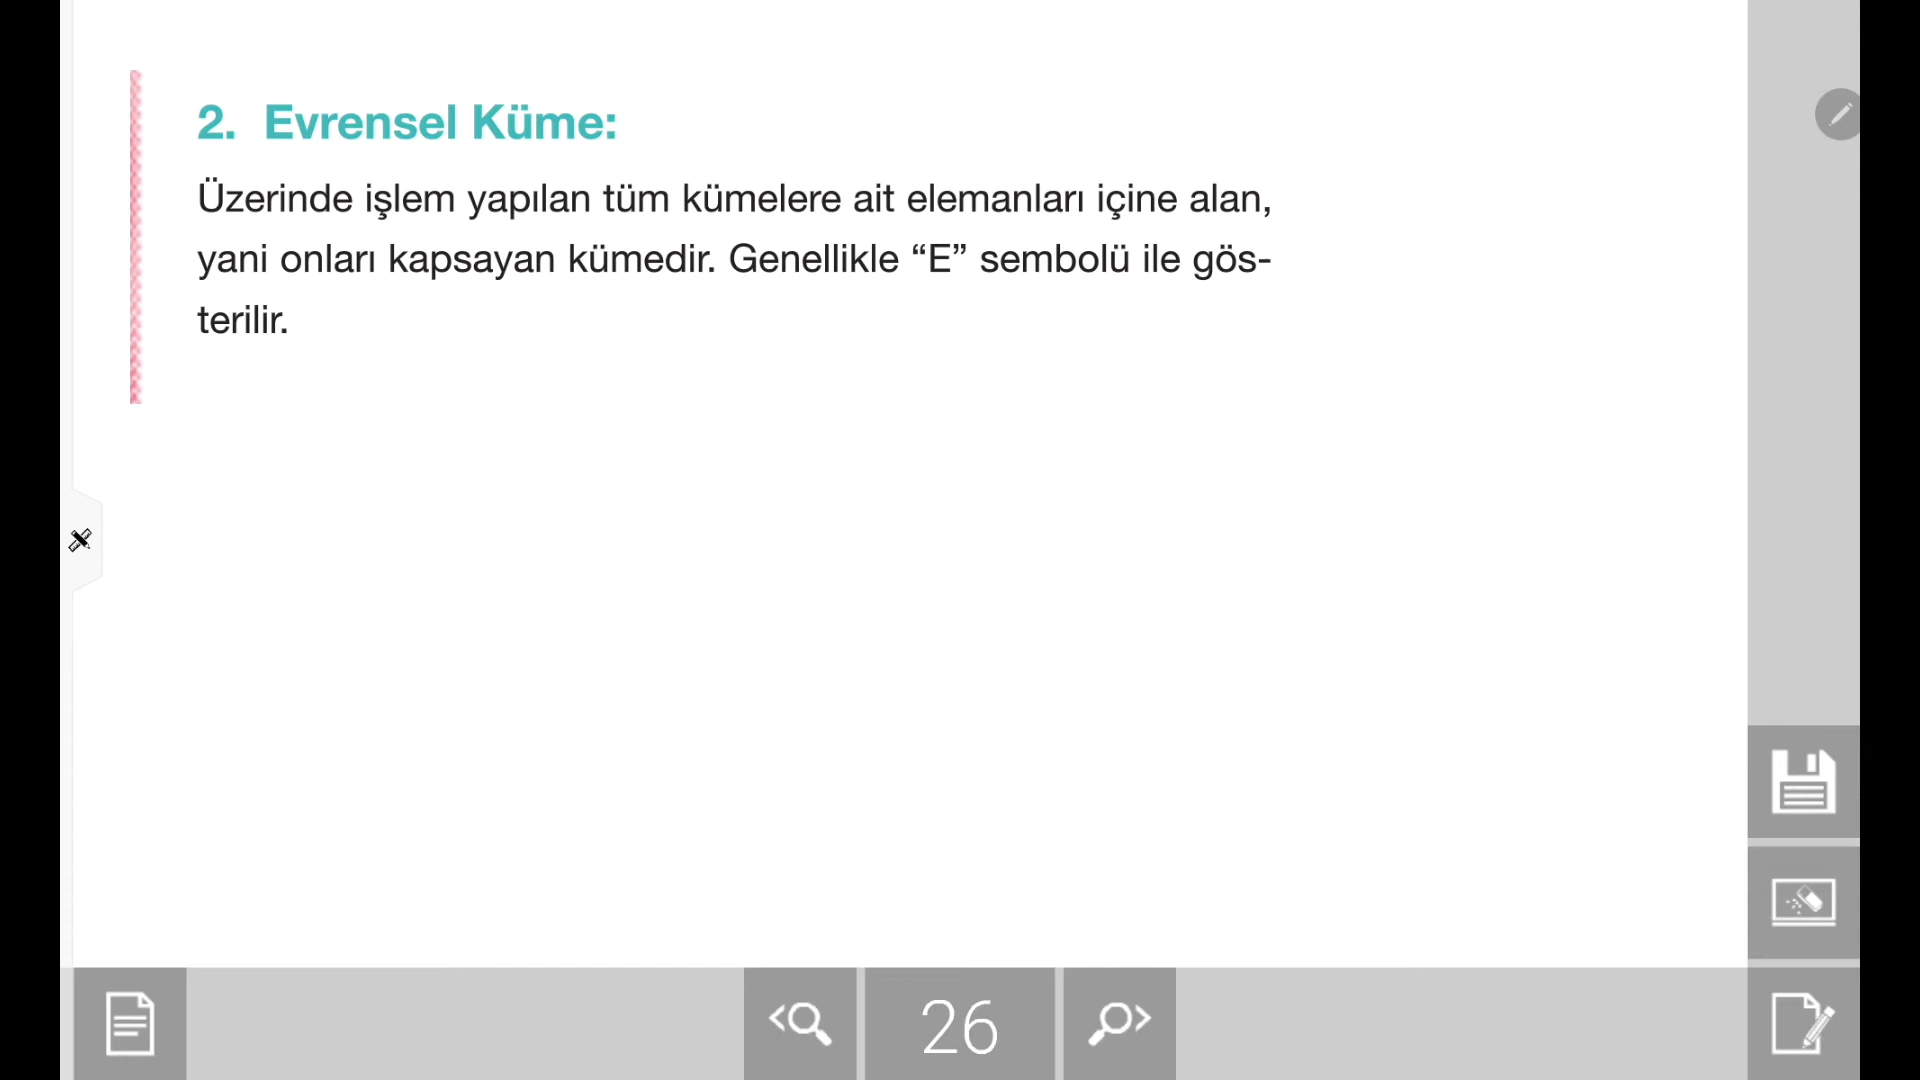 2. Evrensel Küme:
Üzerinde işlem yapılan tüm kümelere ait elemanları içine alan,
yani onları kapsayan kümedir. Genellikle “E” sembolü ile gös-
terilir.
26